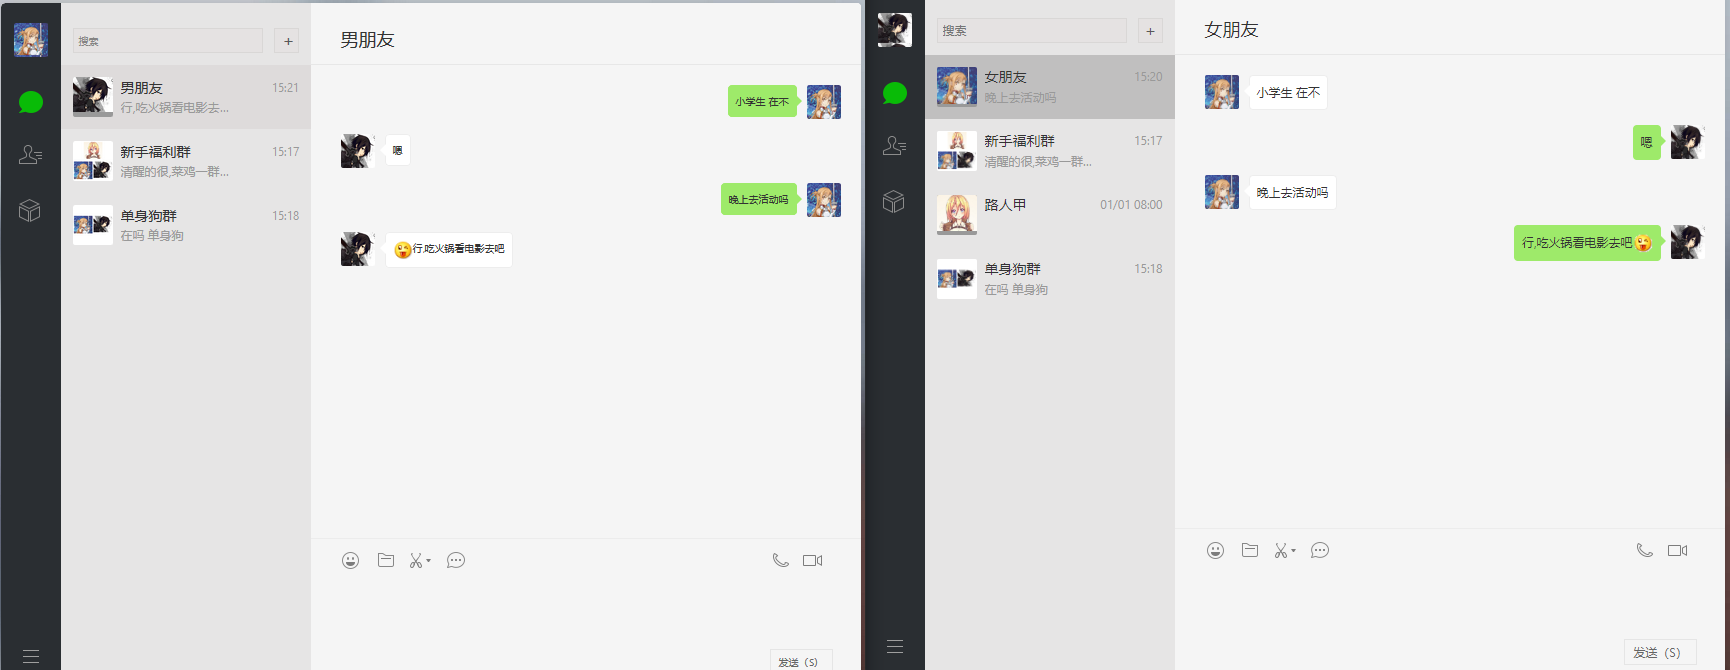 搜索
+
男朋友
15:21
行,吃火锅看电影去...
新手福利群
15:17
清醒的很,菜鸡一群...
单身狗群
15:18
在吗 单身狗
男朋友
小学生 在不
嗯
晚上去活动吗
行,吃火锅看电影去吧
发送（S）
搜索
+
女朋友
15:20
晚上去活动吗
新手福利群
15:17
清醒的很,菜鸡一群...
路人甲
01/01 08:00
单身狗群
15:18
在吗 单身狗
女朋友
小学生 在不
嗯
晚上去活动吗
行,吃火锅看电影去吧
发送（S）